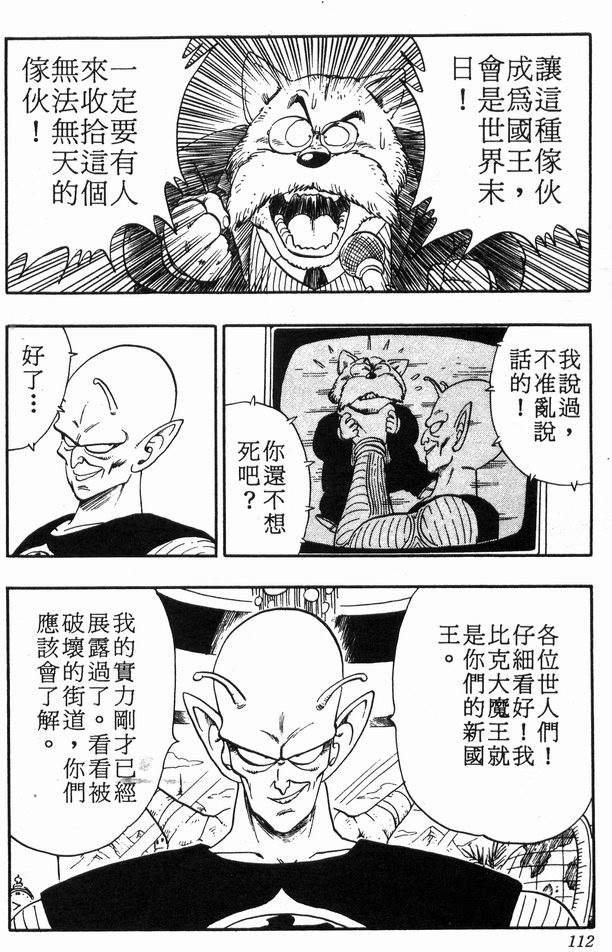 讓這種傢伙
成為國王，
會是世界末
日！
一定要有人
來收拾這個
無法無天的
傢伙！
我說過，
不准亂說
話的！
你還不想
死吧？
好了…
各位世人們！
仔細看好！我
比克大魔王就
是你們的新國
王。
我的實力剛才已經
展露過了。看看被
破壞的街道，你們
應該會了解。
112